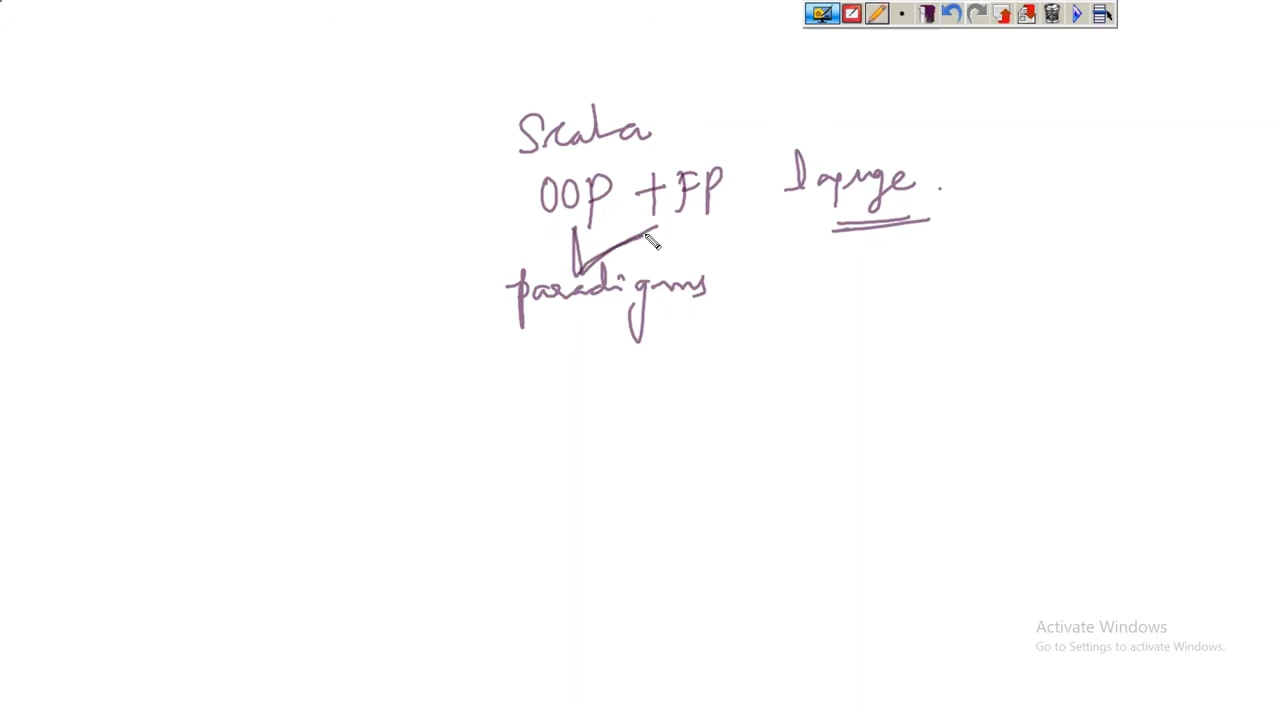 Scala
OOP + FP
paradigms
Activate Windows
Go to Settings to activate Windows.